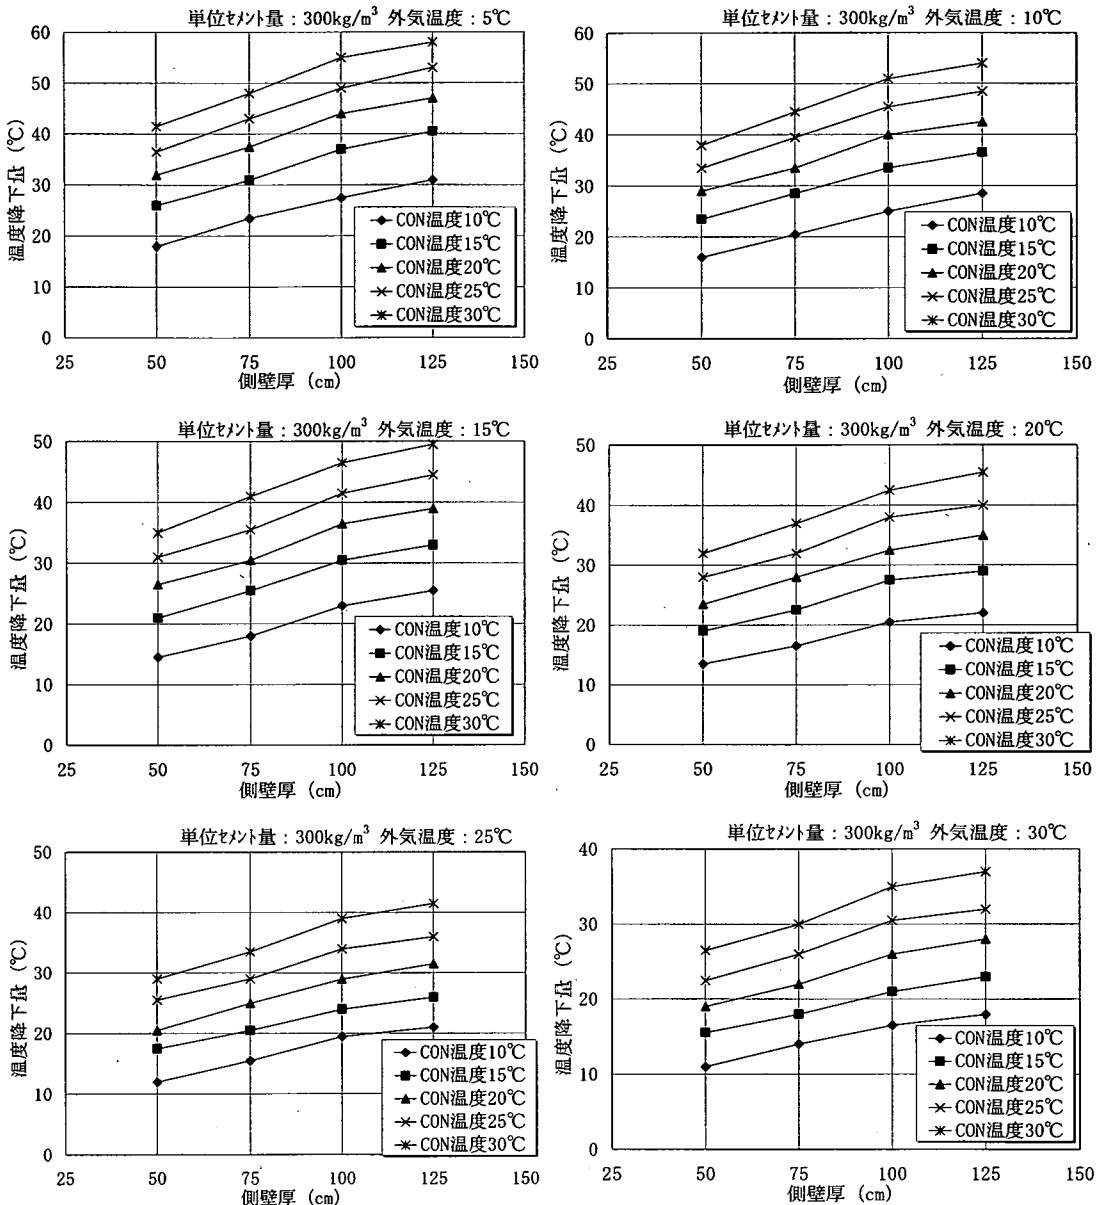 単位セメント量：300kg/m³ 外気温度：5℃
60
50
40
30
20
10
0
温度降下量 (℃)
CON温度10℃
CON温度15℃
CON温度20℃
CON温度25℃
CON温度30℃
25 50 75 100 125 150
側壁厚 (cm)
単位セメント量：300kg/m³ 外気温度：10℃
60
50
40
30
20
10
0
温度降下量 (℃)
CON温度10℃
CON温度15℃
CON温度20℃
CON温度25℃
CON温度30℃
25 50 75 100 125 150
側壁厚 (cm)
単位セメント量：300kg/m³ 外気温度：15℃
50
40
30
20
10
0
温度降下量 (℃)
CON温度10℃
CON温度15℃
CON温度20℃
CON温度25℃
CON温度30℃
25 50 75 100 125 150
側壁厚 (cm)
単位セメント量：300kg/m³ 外気温度：20℃
50
40
30
20
10
0
温度降下量 (℃)
CON温度10℃
CON温度15℃
CON温度20℃
CON温度25℃
CON温度30℃
25 50 75 100 125 150
側壁厚 (cm)
単位セメント量：300kg/m³ 外気温度：25℃
50
40
30
20
10
0
温度降下量 (℃)
CON温度10℃
CON温度15℃
CON温度20℃
CON温度25℃
CON温度30℃
25 50 75 100 125 150
側壁厚 (cm)
単位セメント量：300kg/m³ 外気温度：30℃
40
30
20
10
0
温度降下量 (℃)
CON温度10℃
CON温度15℃
CON温度20℃
CON温度25℃
CON温度30℃
25 50 75 100 125 150
側壁厚 (cm)